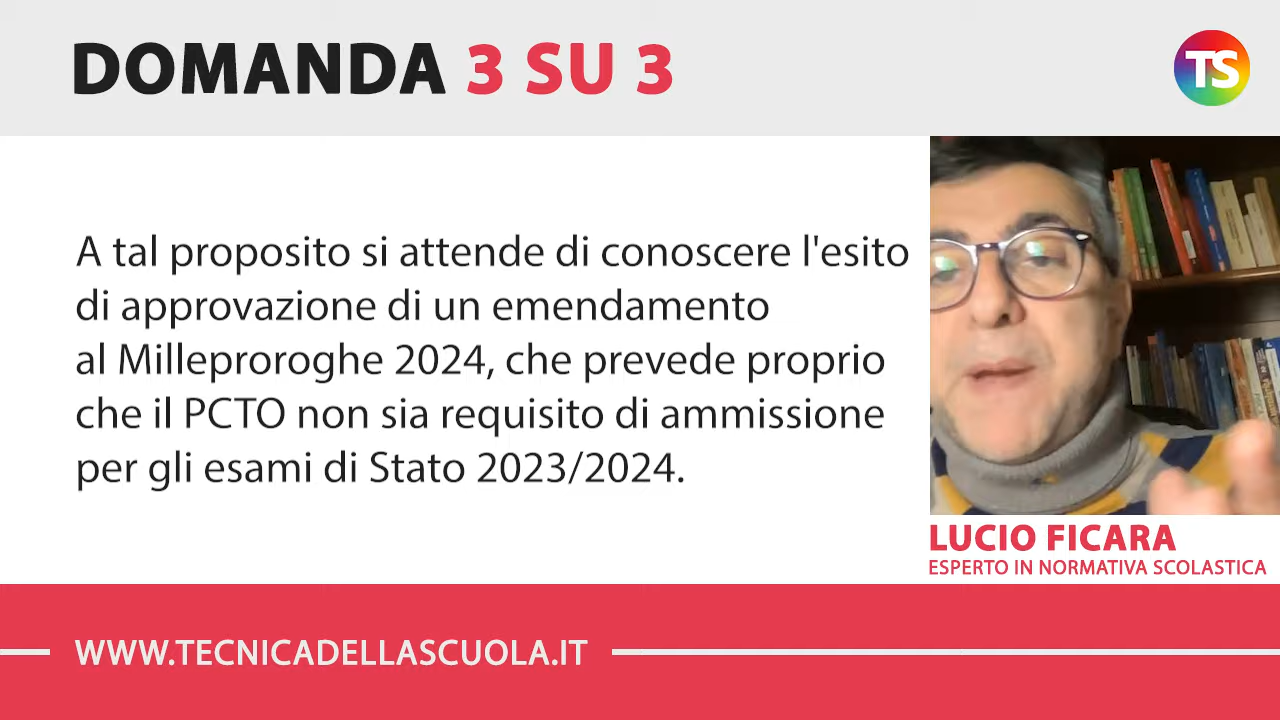 DOMANDA 3 SU 3
TS
A tal proposito si attende di conoscere l'esito
di approvazione di un emendamento
al Milleproroghe 2024, che prevede proprio
che il PCTO non sia requisito di ammissione
per gli esami di Stato 2023/2024.
LUCIO FICARA
ESPERTO IN NORMATIVA SCOLASTICA
WWW.TECNICADELLASCUOLA.IT